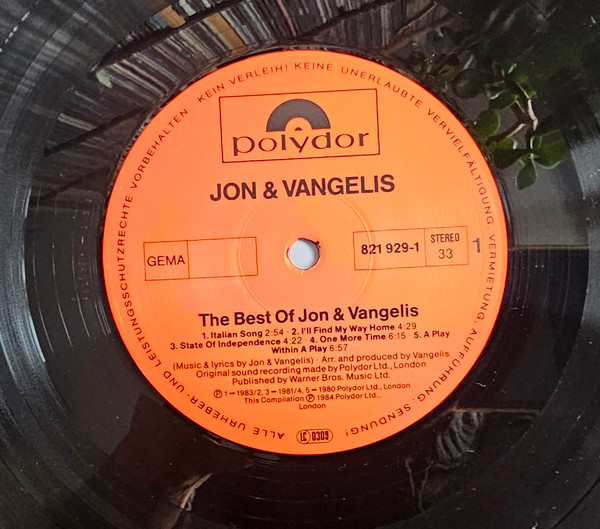 ALLE URHEBER- UND LEISTUNGSSCHUTZRECHTE VORBEHALTEN KEIN VERLEIH! KEINE UNERLAUBTE VERVIELFÄLTIGUNG, VERMIETUNG, AUFFÜHRUNG, SENDUNG!
polydor
JON & VANGELIS
GEMA
821 929-1
STEREO
33
1
The Best Of Jon & Vangelis
1. Italian Song 2:54 · 2. I'll Find My Way Home 4:29
3. State Of Independence 4:22 · 4. One More Time 6:15 · 5. A Play
Within A Play 6:57
(Music & lyrics by Jon & Vangelis) · Arr. and produced by Vangelis
Original sound recording made by Polydor Ltd., London
Published by Warner Bros. Music Ltd.
Ⓟ 1–1983/2, 3–1981/4, 5–1980 Polydor Ltd., London
This Compilation Ⓟ 1984 Polydor Ltd.,
London
LC 0309